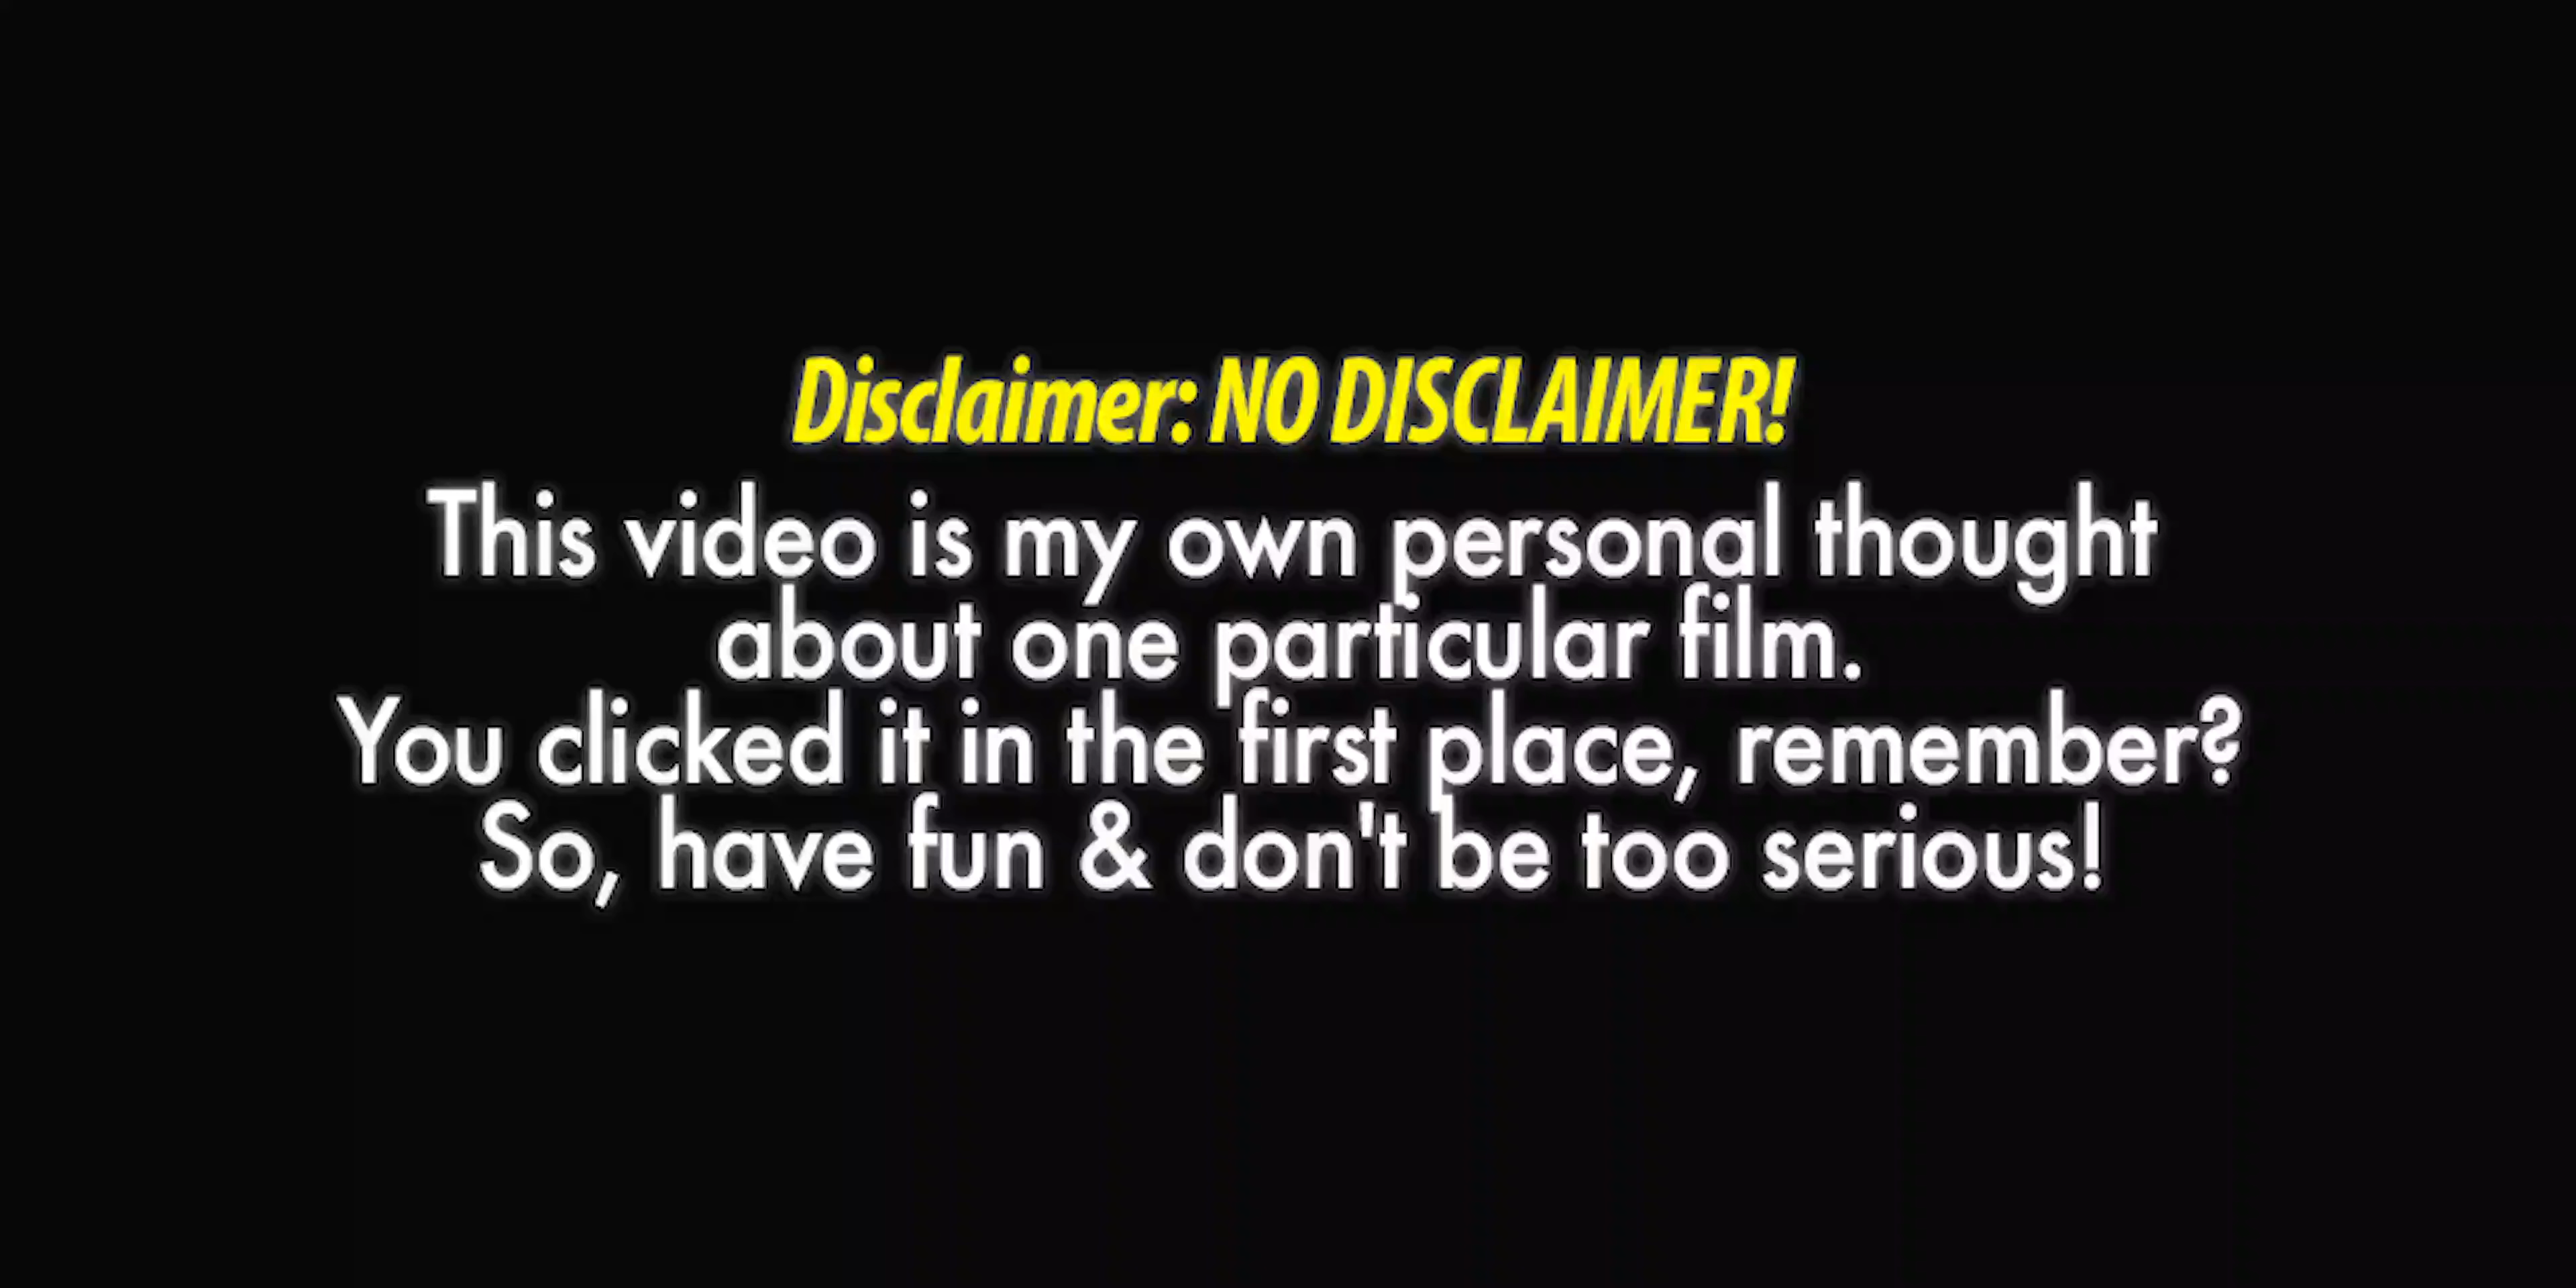 Disclaimer: NO DISCLAIMER!
This video is my own personal thought
about one particular film.
You clicked it in the first place, remember?
So, have fun & don't be too serious!